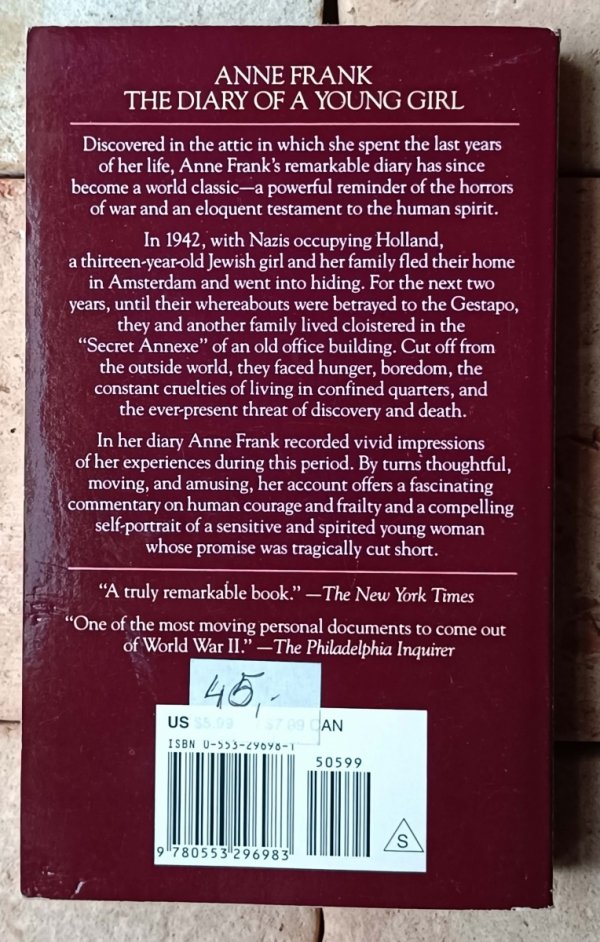 ANNE FRANK
THE DIARY OF A YOUNG GIRL
Discovered in the attic in which she spent the last years
of her life, Anne Frank's remarkable diary has since
become a world classic—a powerful reminder of the horrors
of war and an eloquent testament to the human spirit.
In 1942, with Nazis occupying Holland,
a thirteen-year-old Jewish girl and her family fled their home
in Amsterdam and went into hiding. For the next two
years, until their whereabouts were betrayed to the Gestapo,
they and another family lived cloistered in the
“Secret Annexe” of an old office building. Cut off from
the outside world, they faced hunger, boredom, the
constant cruelties of living in confined quarters, and
the ever-present threat of discovery and death.
In her diary Anne Frank recorded vivid impressions
of her experiences during this period. By turns thoughtful,
moving, and amusing, her account offers a fascinating
commentary on human courage and frailty and a compelling
self-portrait of a sensitive and spirited young woman
whose promise was tragically cut short.
“A truly remarkable book.” —The New York Times
“One of the most moving personal documents to come out
of World War II.” —The Philadelphia Inquirer
45,-
US $5.99 / $7.99 CAN
ISBN 0-553-29698-1
50599
9 780553 296983
S